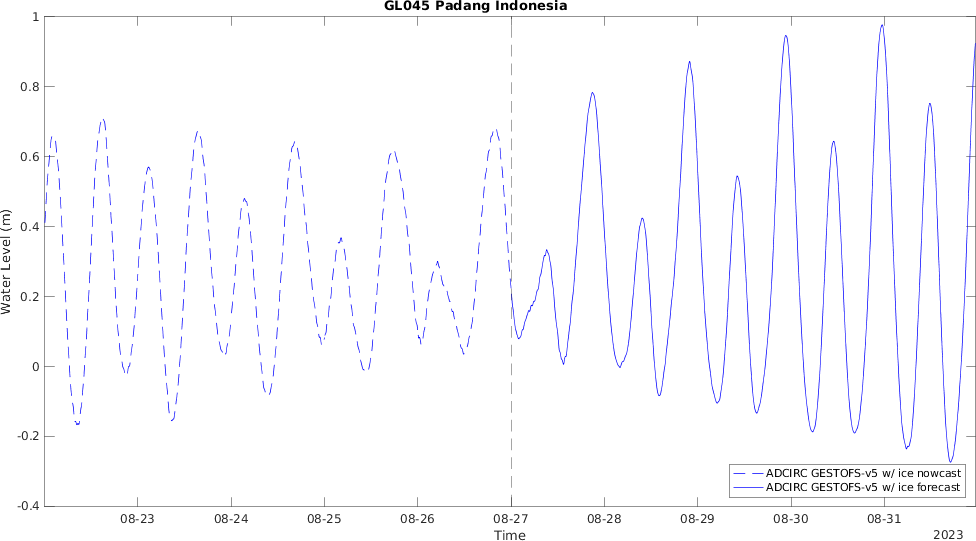 GL045 Padang Indonesia
Water Level (m)
1
0.8
0.6
0.4
0.2
0
-0.2
-0.4
ADCIRC GESTOFS-v5 w/ ice nowcast
ADCIRC GESTOFS-v5 w/ ice forecast
08-23 08-24 08-25 08-26 08-27 08-28 08-29 08-30 08-31
Time
2023